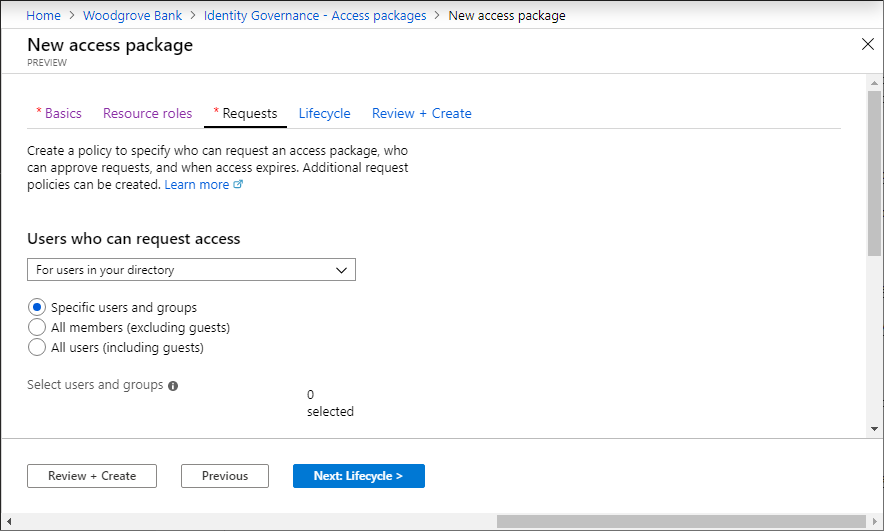 Home > Woodgrove Bank > Identity Governance - Access packages > New access package
New access package
PREVIEW
* Basics Resource roles * Requests Lifecycle Review + Create
Create a policy to specify who can request an access package, who
can approve requests, and when access expires. Additional request
policies can be created. Learn more
Users who can request access
For users in your directory
Specific users and groups
All members (excluding guests)
All users (including guests)
Select users and groups
0
selected
Review + Create Previous Next: Lifecycle >